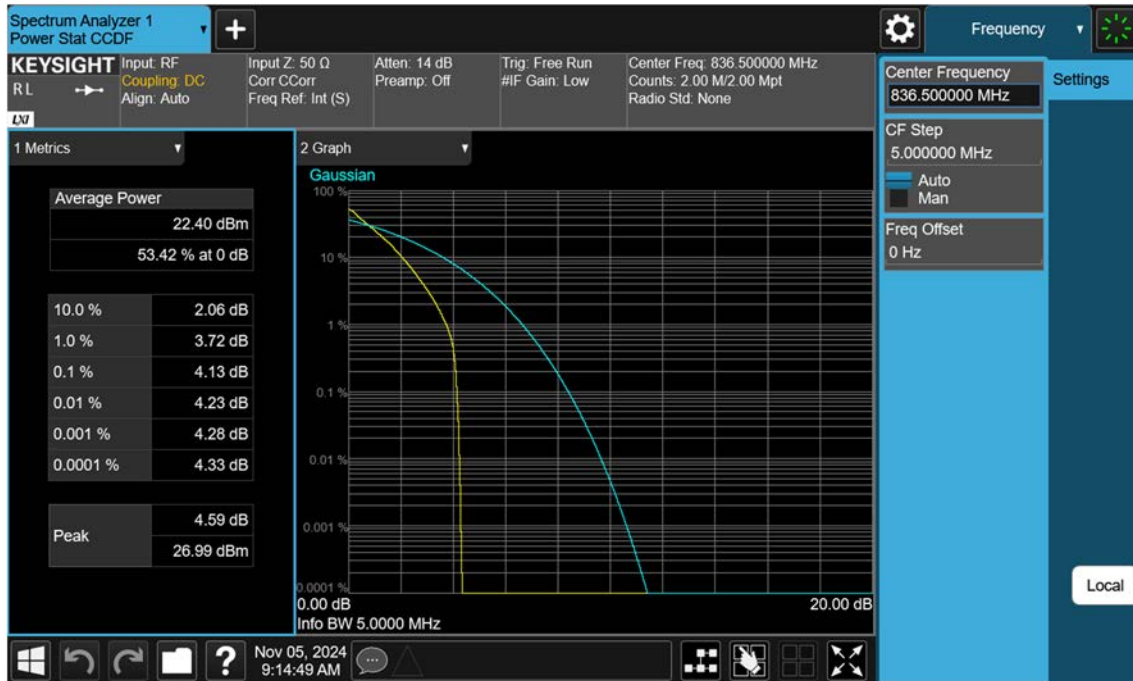 Spectrum Analyzer 1
Power Stat CCDF
+
Frequency
KEYSIGHT
R L
LXI
Input: RF
Coupling: DC
Align: Auto
Input Z: 50 Ω
Corr CCorr
Freq Ref: Int (S)
Atten: 14 dB
Preamp: Off
Trig: Free Run
#IF Gain: Low
Center Freq: 836.500000 MHz
Counts: 2.00 M/2.00 Mpt
Radio Std: None
Center Frequency
836.500000 MHz
Settings
CF Step
5.000000 MHz
Auto
Man
Freq Offset
0 Hz
Local
1 Metrics
Average Power
22.40 dBm
53.42 % at 0 dB
10.0 % 2.06 dB
1.0 % 3.72 dB
0.1 % 4.13 dB
0.01 % 4.23 dB
0.001 % 4.28 dB
0.0001 % 4.33 dB
Peak
4.59 dB
26.99 dBm
2 Graph
Gaussian
100 %
10 %
1 %
0.1 %
0.01 %
0.001 %
0.0001 %
0.00 dB 20.00 dB
Info BW 5.0000 MHz
?
Nov 05, 2024
9:14:49 AM